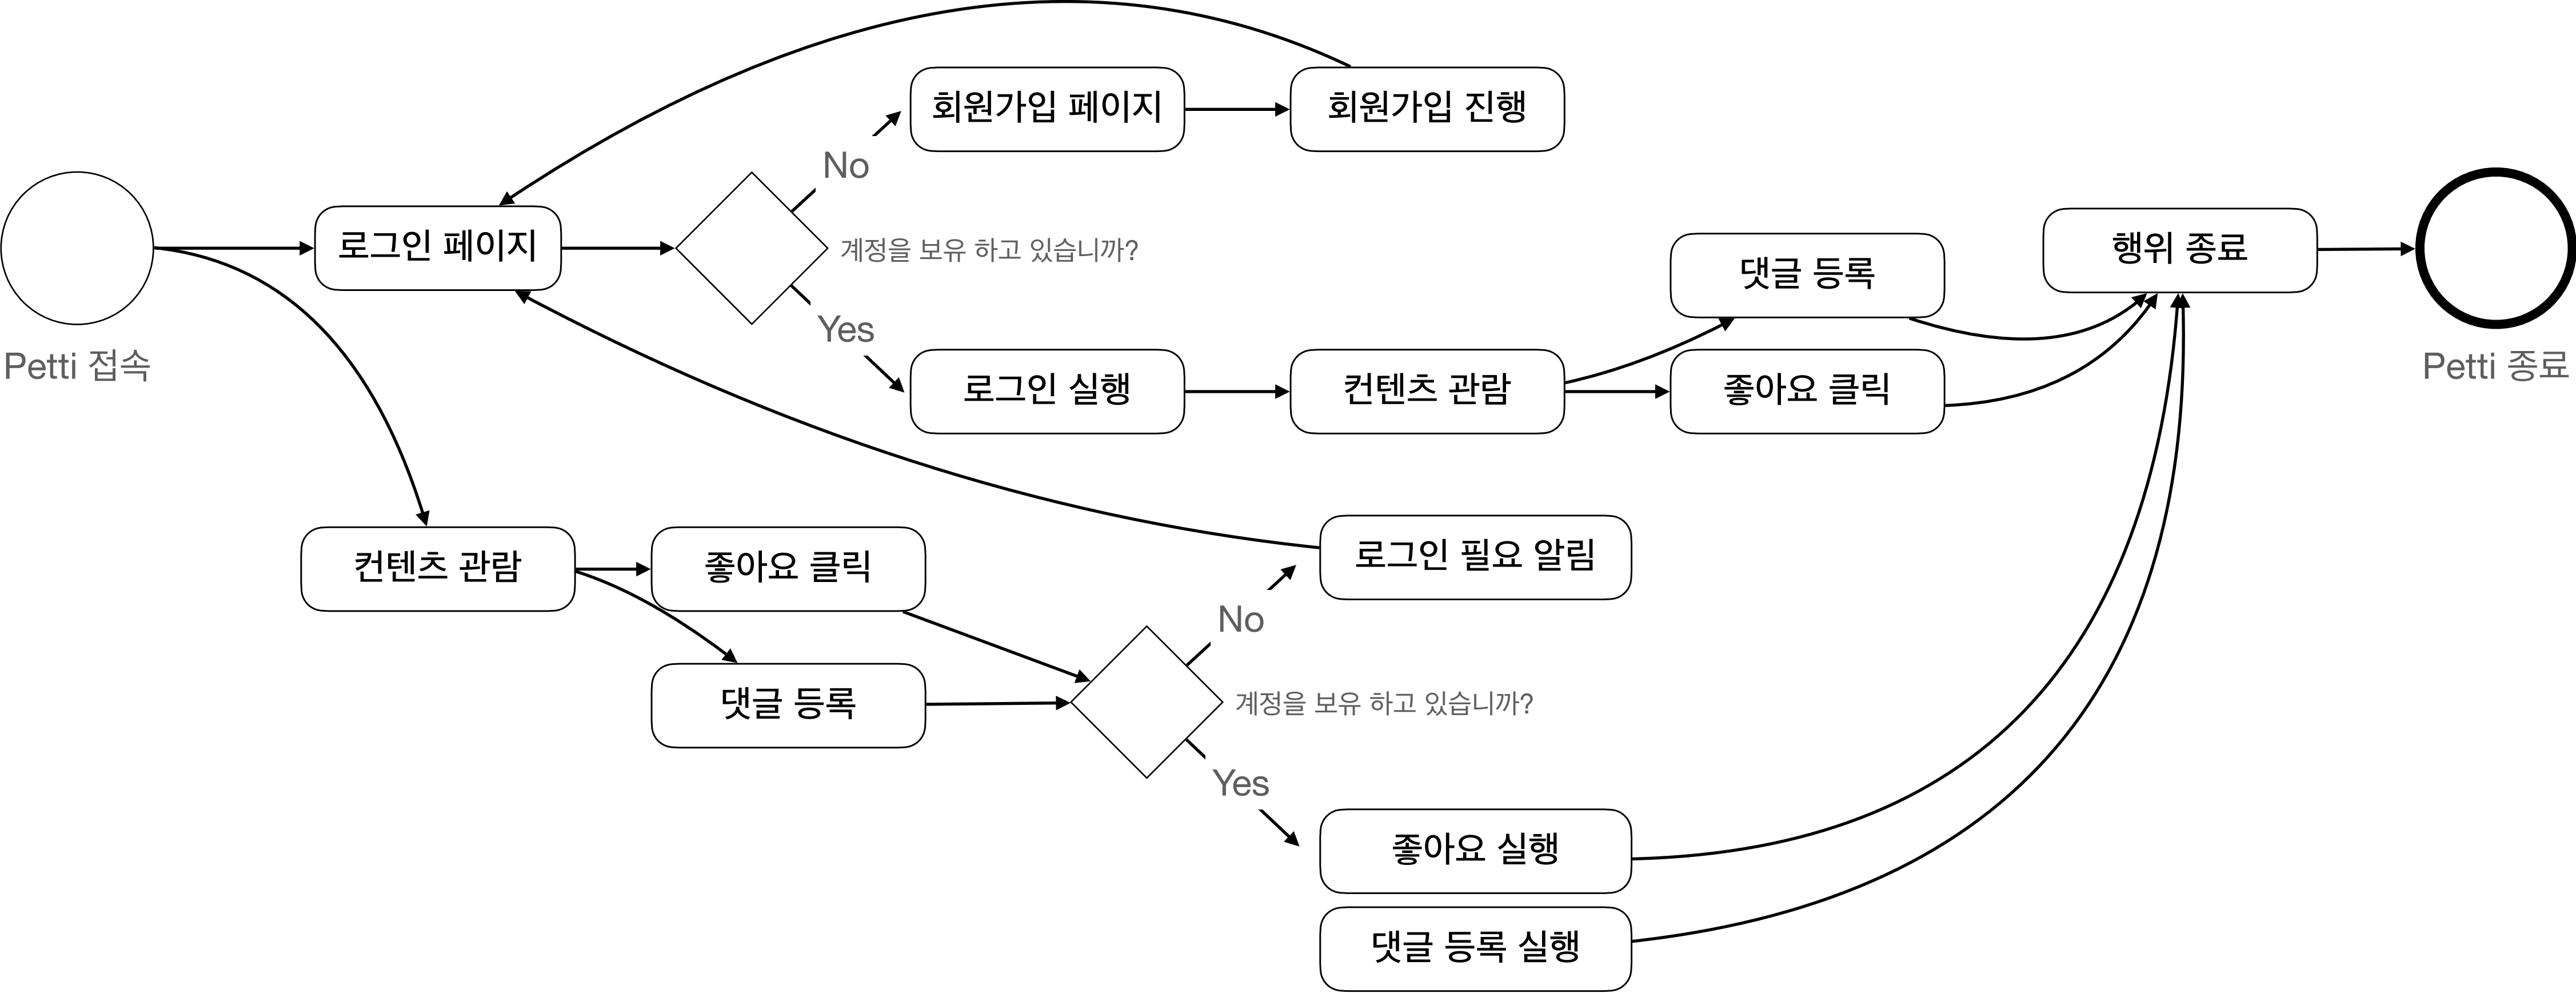 회원가입 페이지
회원가입 진행
No
로그인 페이지
계정을 보유 하고 있습니까?
댓글 등록
행위 종료
Petti 접속
Yes
로그인 실행
컨텐츠 관람
좋아요 클릭
Petti 종료
컨텐츠 관람
좋아요 클릭
로그인 필요 알림
No
댓글 등록
계정을 보유 하고 있습니까?
Yes
좋아요 실행
댓글 등록 실행